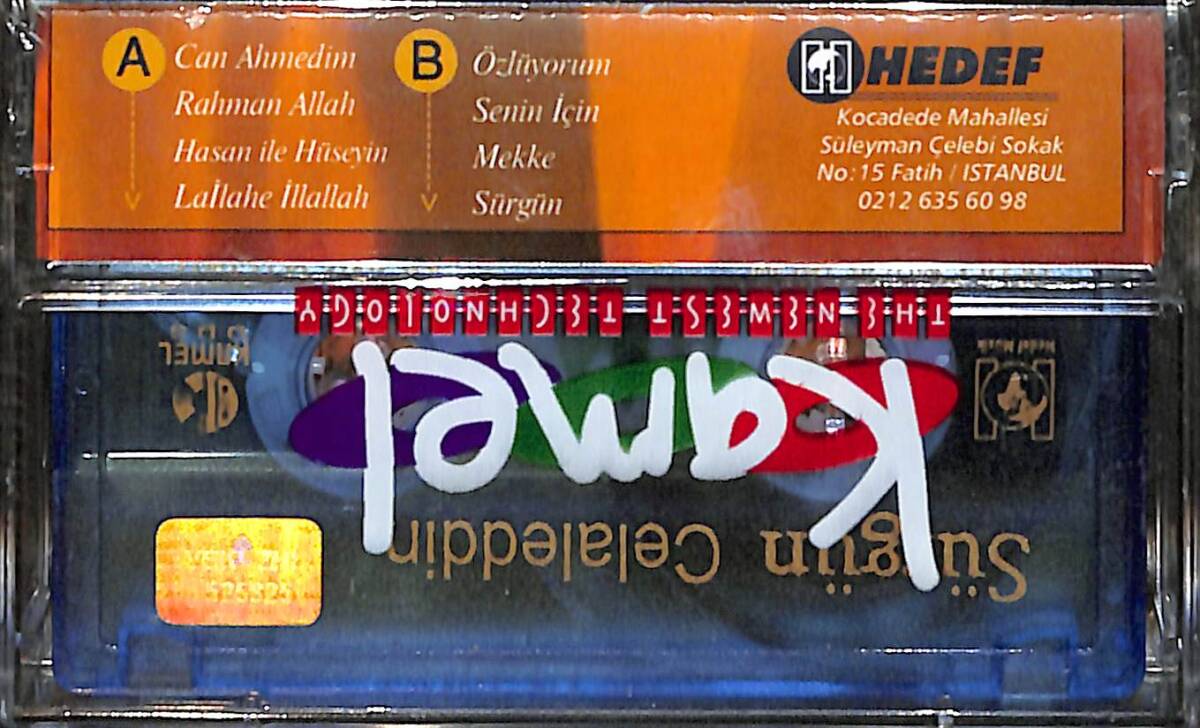 A
Can Ahmedim
Rahman Allah
Hasan ile Hüseyin
Laİlahe İllallah
B
Özlüyorum
Senin İçin
Mekke
Sürgün
HEDEF
Kocadede Mahallesi
Süleyman Çelebi Sokak
No:15 Fatih / ISTANBUL
0212 635 60 98
THE NEWEST TECHNOLOGY
Kamel
KAMEL
Sürgün Celaleddin